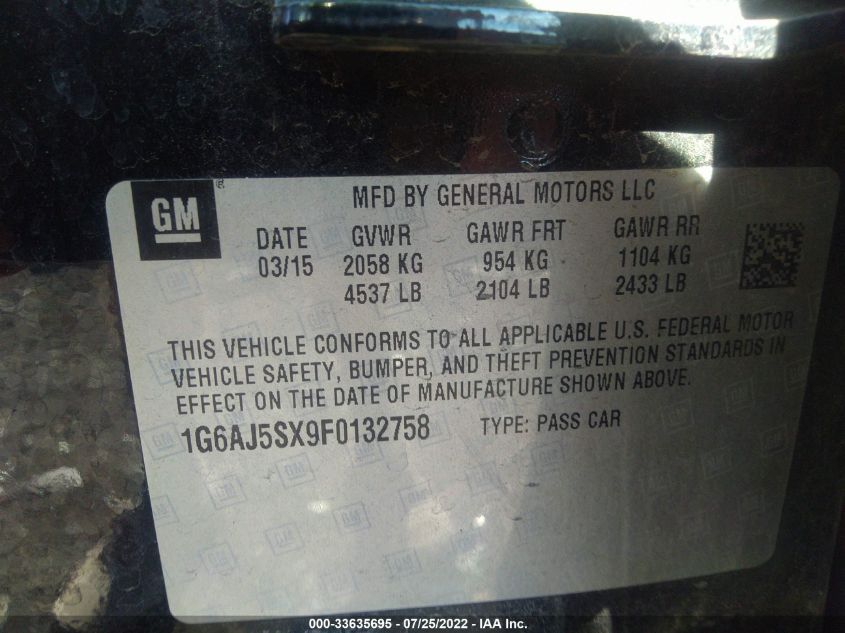 GM
MFD BY GENERAL MOTORS LLC
DATE GVWR GAWR FRT GAWR RR
03/15 2058 KG 954 KG 1104 KG
4537 LB 2104 LB 2433 LB
THIS VEHICLE CONFORMS TO ALL APPLICABLE U.S. FEDERAL MOTOR
VEHICLE SAFETY, BUMPER, AND THEFT PREVENTION STANDARDS IN
EFFECT ON THE DATE OF MANUFACTURE SHOWN ABOVE.
1G6AJ5SX9F0132758 TYPE: PASS CAR
000-33635695 - 07/25/2022 - IAA Inc.